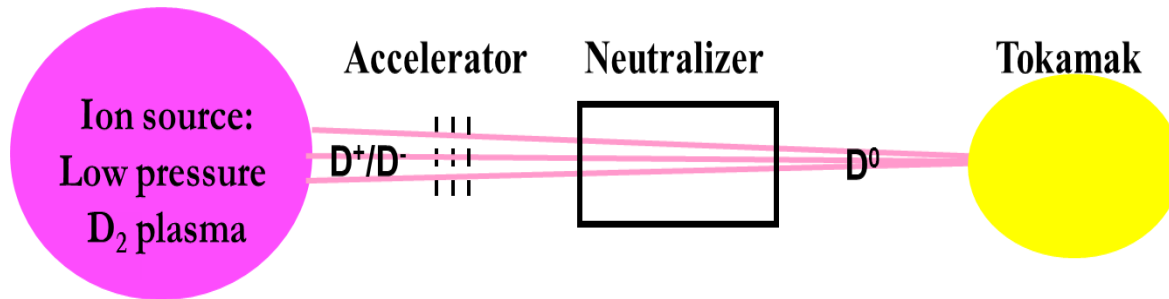 Accelerator
Neutralizer
Tokamak
Ion source:
Low pressure
D₂ plasma
D⁺/D⁻
D⁰